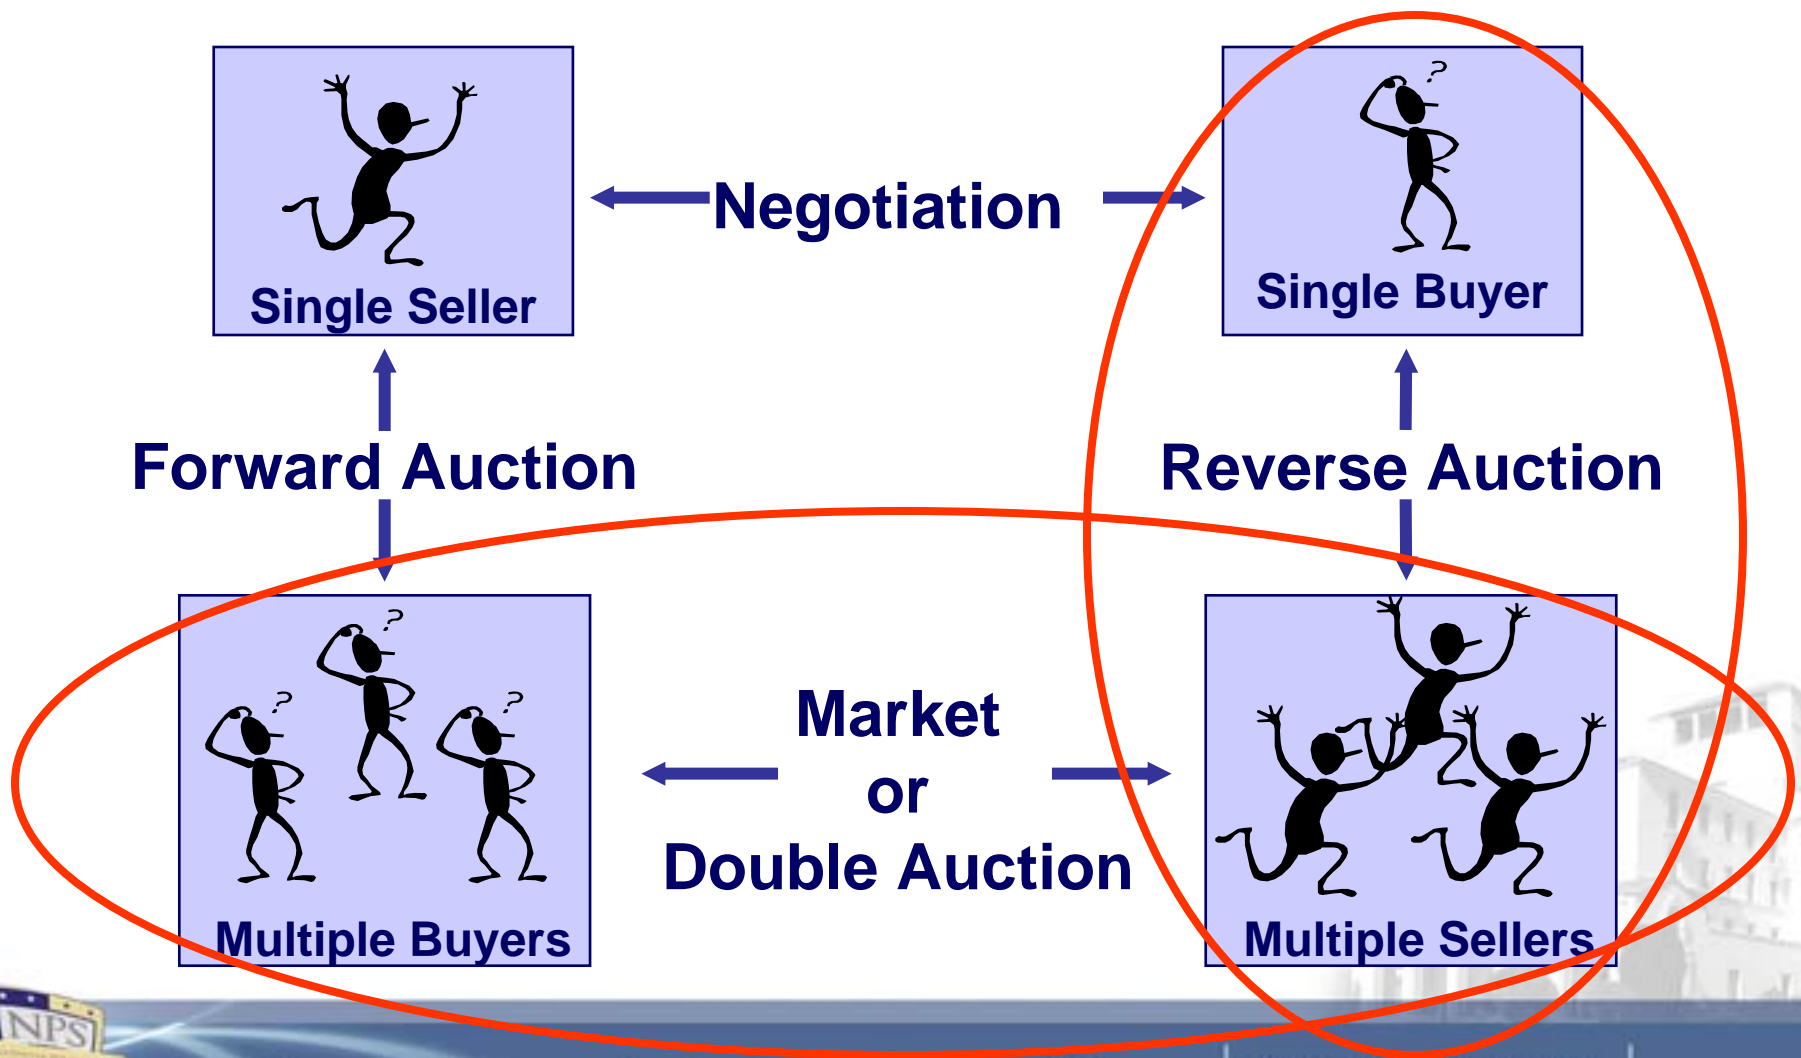 ?
Negotiation
Single Seller
Single Buyer
Forward Auction
Reverse Auction
?
?
?
Market
or
Double Auction
Multiple Buyers
Multiple Sellers
NPS